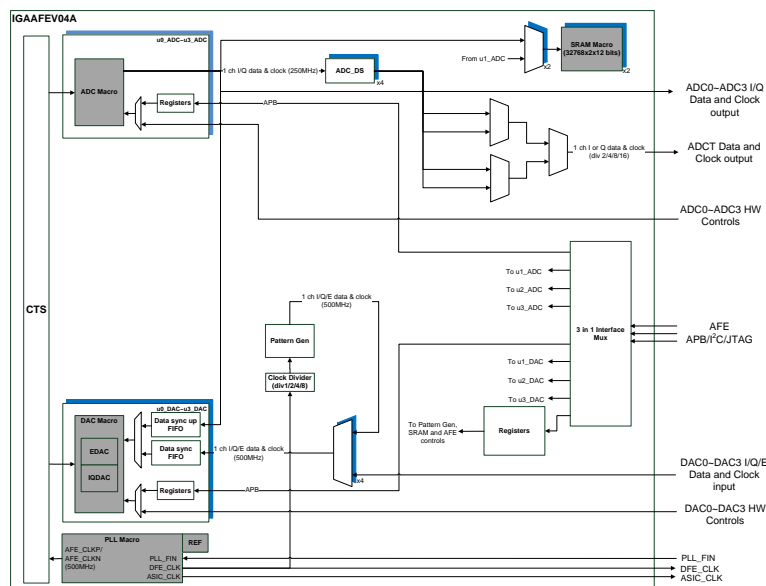 IGAAFEV04A
u0_ADC~u3_ADC
ADC Macro
Registers
1 ch I/Q data & clock (250MHz)
ADC_DS
x4
From u1_ADC
x2
SRAM Macro
(32768x2x12 bits)
x2
APB
ADC0~ADC3 I/Q
Data and Clock
output
1 ch I or Q data & clock
(div 2/4/8/16)
ADCT Data and
Clock output
ADC0~ADC3 HW
Controls
CTS
To u1_ADC
To u2_ADC
To u3_ADC
3 in 1 Interface
Mux
AFE
APB/I2C/JTAG
1 ch I/Q/E data & clock
(500MHz)
Pattern Gen
Clock Divider
(div1/2/4/8)
To u1_DAC
To u2_DAC
To u3_DAC
Registers
To Pattern Gen,
SRAM and AFE
controls
u0_DAC~u3_DAC
DAC Macro
EDAC
IQDAC
Data sync up
FIFO
Data sync
FIFO
Registers
1 ch I/Q/E data & clock
(500MHz)
x4
APB
DAC0~DAC3 I/Q/E
Data and Clock
input
DAC0~DAC3 HW
Controls
PLL Macro
REF
AFE_CLKP/
AFE_CLKN
(500MHz)
PLL_FIN
DFE_CLK
ASIC_CLK
PLL_FIN
DFE_CLK
ASIC_CLK